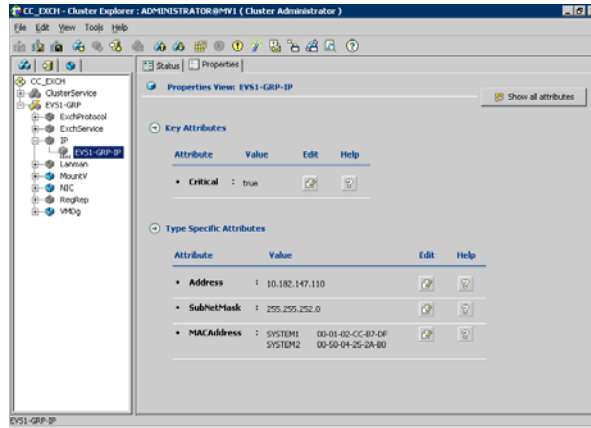 CC_EXCH - Cluster Explorer : ADMINISTRATOR@MV1 ( Cluster Administrator )
File Edit View Tools Help
Status Properties
CC_EXCH
ClusterService
EVS1-GRP
ExchProtocol
ExchService
IP
EVS1-GRP-IP
Lanman
MountV
NIC
RegRep
VMDg
Properties View: EVS1-GRP-IP
Show all attributes
Key Attributes
Attribute Value Edit Help
• Critical : true
Type Specific Attributes
Attribute Value Edit Help
• Address : 10.182.147.110
• SubNetMask : 255.255.252.0
• MACAddress : SYSTEM1 00-01-02-CC-B7-DF
SYSTEM2 00-50-04-25-2A-B0
EVS1-GRP-IP